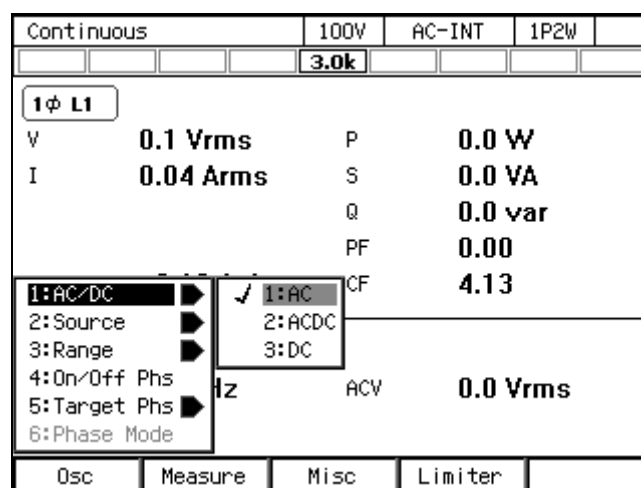 Continuous 100V AC-INT 1P2W
3.0k
1Φ L1
V 0.1 Vrms P 0.0 W
I 0.04 Arms S 0.0 VA
Q 0.0 var
PF 0.00
CF 4.13
1:AC/DC ✓ 1:AC
2:Source 2:ACDC
3:Range 3:DC
4:On/Off Phs
Hz ACV 0.0 Vrms
5:Target Phs
6:Phase Mode
Osc Measure Misc Limiter